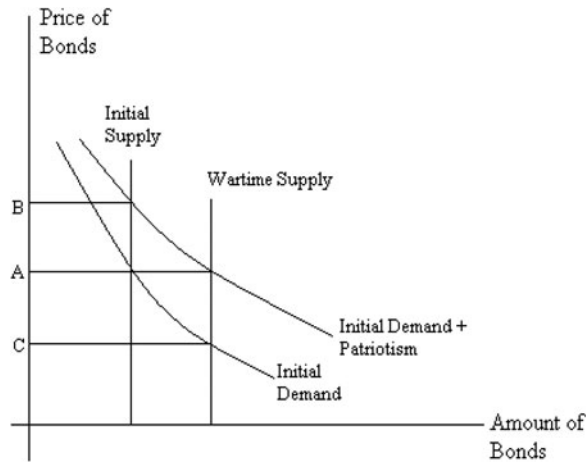 Price of
Bonds
Initial
Supply
Wartime Supply
B
A
C
Initial Demand +
Patriotism
Initial
Demand
Amount of
Bonds